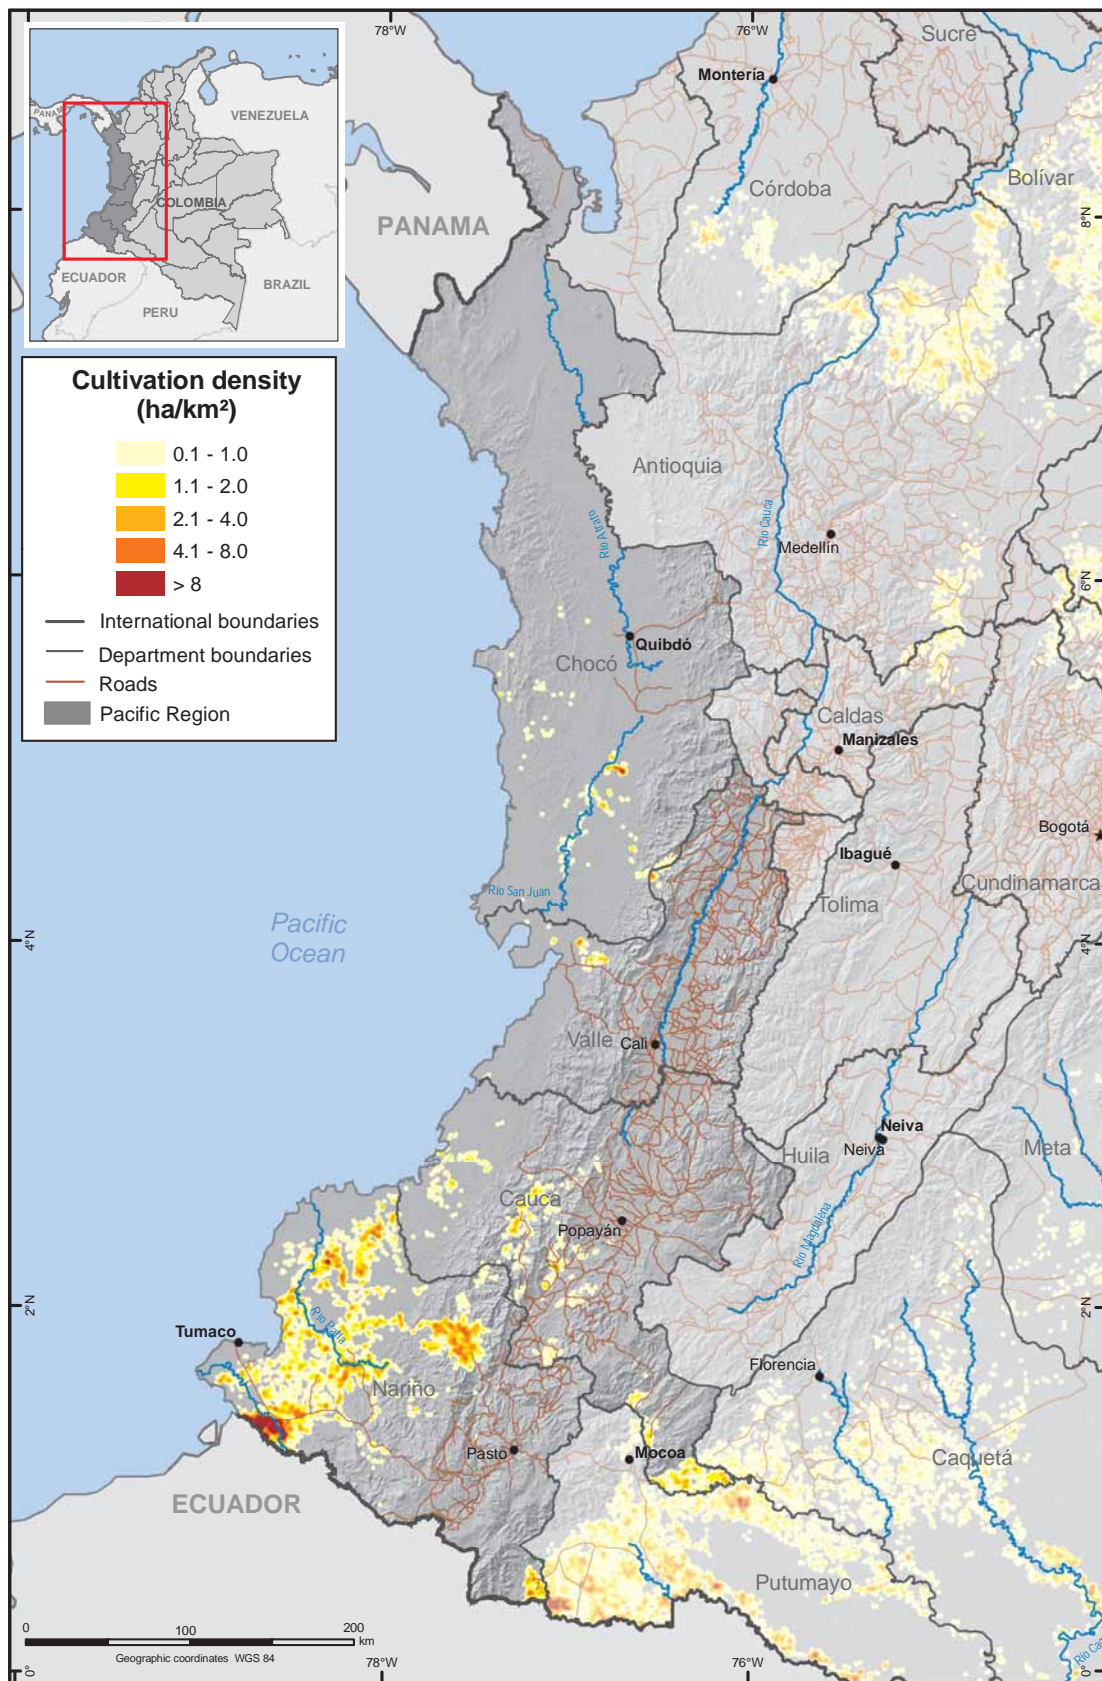 78°W
76°W
PANAMA
VENEZUELA
COLOMBIA
ECUADOR
BRAZIL
PERU
Cultivation density
(ha/km²)
0.1 - 1.0
1.1 - 2.0
2.1 - 4.0
4.1 - 8.0
> 8
International boundaries
Department boundaries
Roads
Pacific Region
Sucre
Montería
Córdoba
Bolívar
8°N
PANAMA
Antioquia
Río Cauca
Río Atrato
Medellín
6°N
Quibdó
Chocó
Caldas
Manizales
Bogotá
Ibagué
Cundinamarca
Río San Juan
Tolima
Pacific
Ocean
4°N
4°N
Valle
Cali
Neiva
Neiva
Huila
Meta
Cauca
Popayán
Río Magdalena
2°N
2°N
Río Patía
Tumaco
Florencia
Nariño
Pasto
Mocoa
Caquetá
ECUADOR
Putumayo
0
100
200
km
Geographic coordinates WGS 84
0°
0°
78°W
76°W